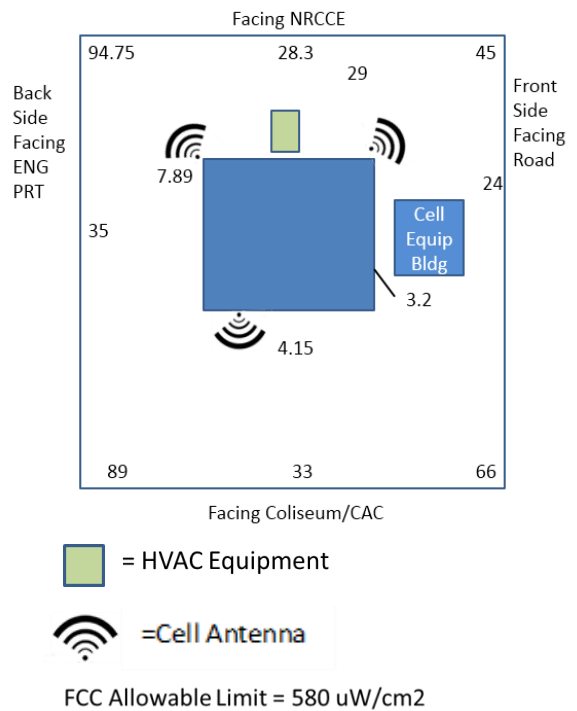 Facing NRCCE
94.75
28.3
45
29
Back
Side
Facing
ENG
PRT
Front
Side
Facing
Road
7.89
24
35
Cell
Equip
Bldg
3.2
4.15
89
33
66
Facing Coliseum/CAC
= HVAC Equipment
=Cell Antenna
FCC Allowable Limit = 580 uW/cm2